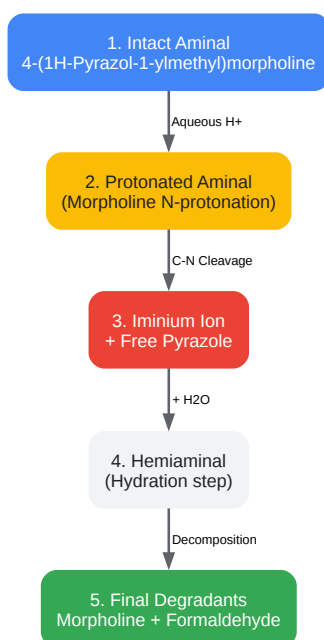 1. Intact Aminal
4-(1H-Pyrazol-1-ylmethyl)morpholine
Aqueous H+
2. Protonated Aminal
(Morpholine N-protonation)
C-N Cleavage
3. Iminium Ion
+ Free Pyrazole
+ H2O
4. Hemiaminal
(Hydration step)
Decomposition
5. Final Degradants
Morpholine + Formaldehyde